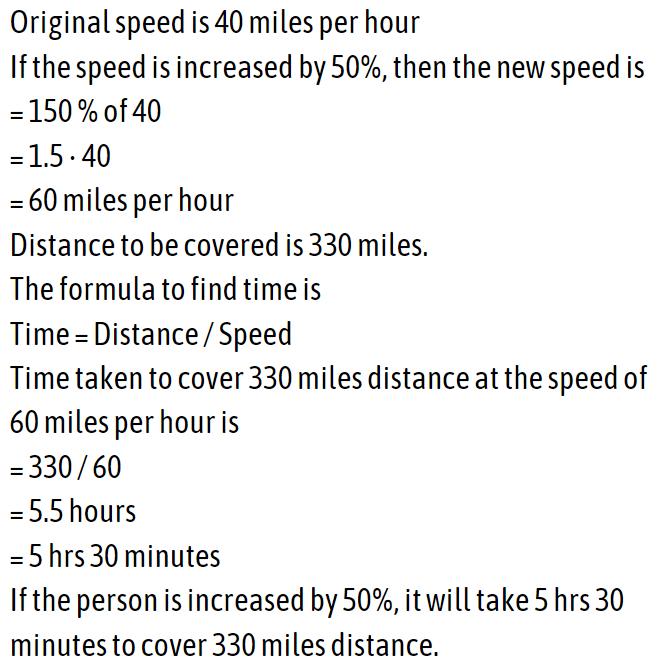 Original speed is 40 miles per hour
If the speed is increased by 50%, then the new speed is
= 150 % of 40
= 1.5 · 40
= 60 miles per hour
Distance to be covered is 330 miles.
The formula to find time is
Time = Distance / Speed
Time taken to cover 330 miles distance at the speed of
60 miles per hour is
= 330 / 60
= 5.5 hours
= 5 hrs 30 minutes
If the person is increased by 50%, it will take 5 hrs 30
minutes to cover 330 miles distance.